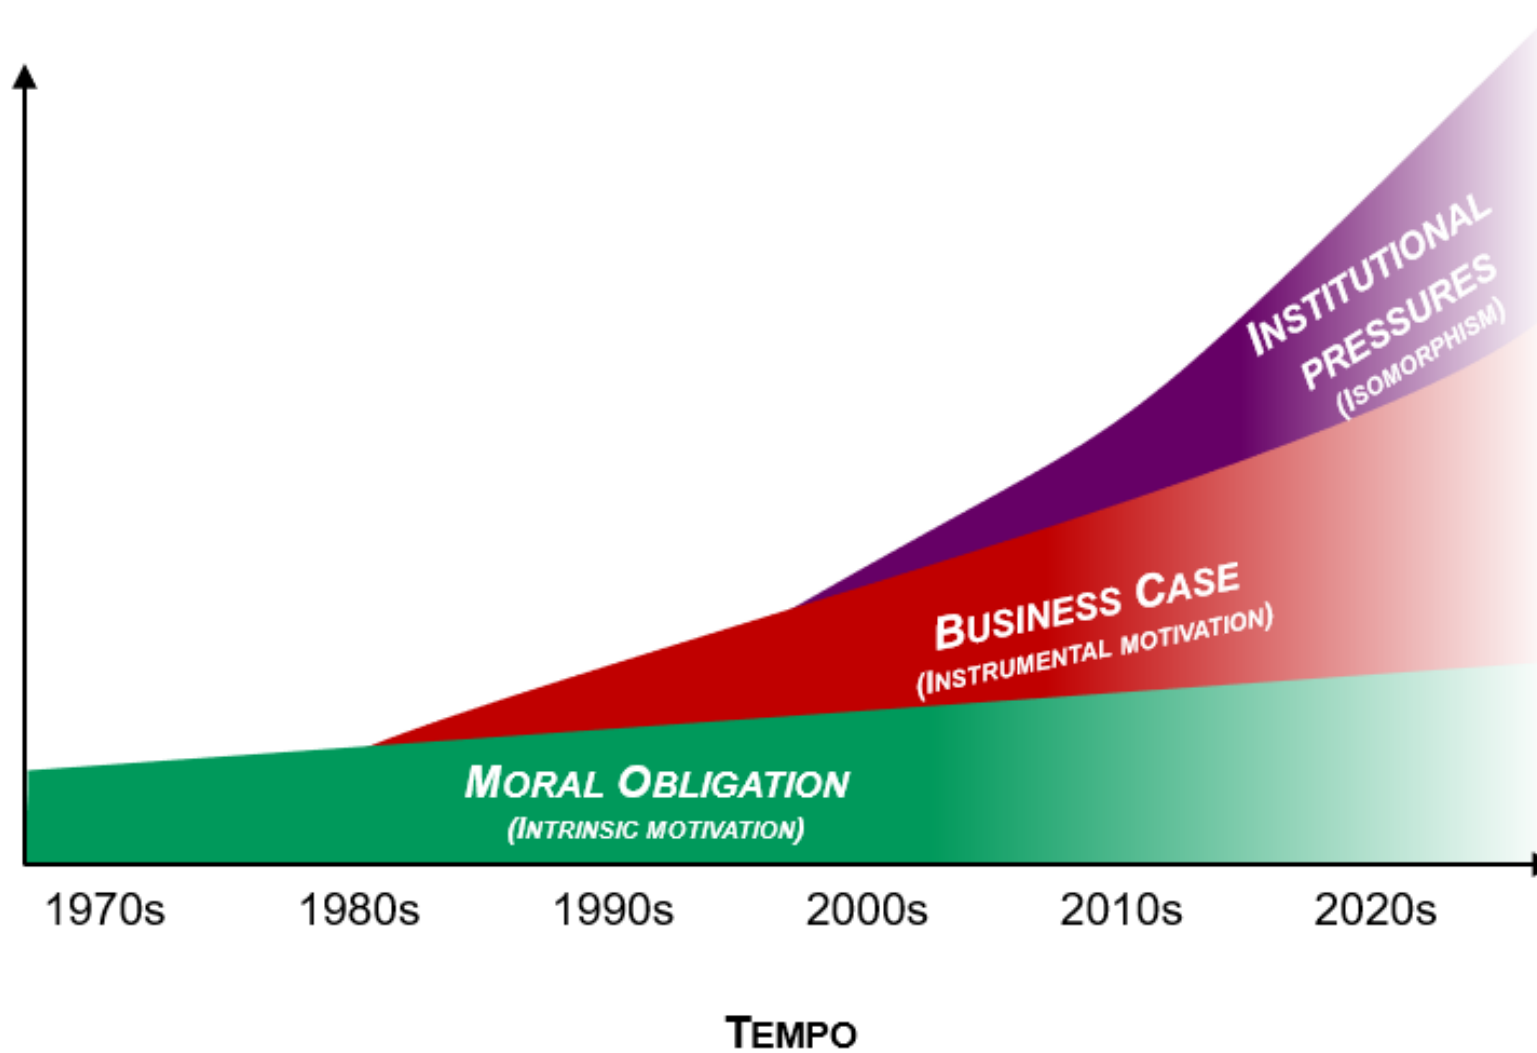 INSTITUTIONAL
PRESSURES
(ISOMORPHISM)
BUSINESS CASE
(INSTRUMENTAL MOTIVATION)
MORAL OBLIGATION
(INTRINSIC MOTIVATION)
1970s 1980s 1990s 2000s 2010s 2020s
TEMPO